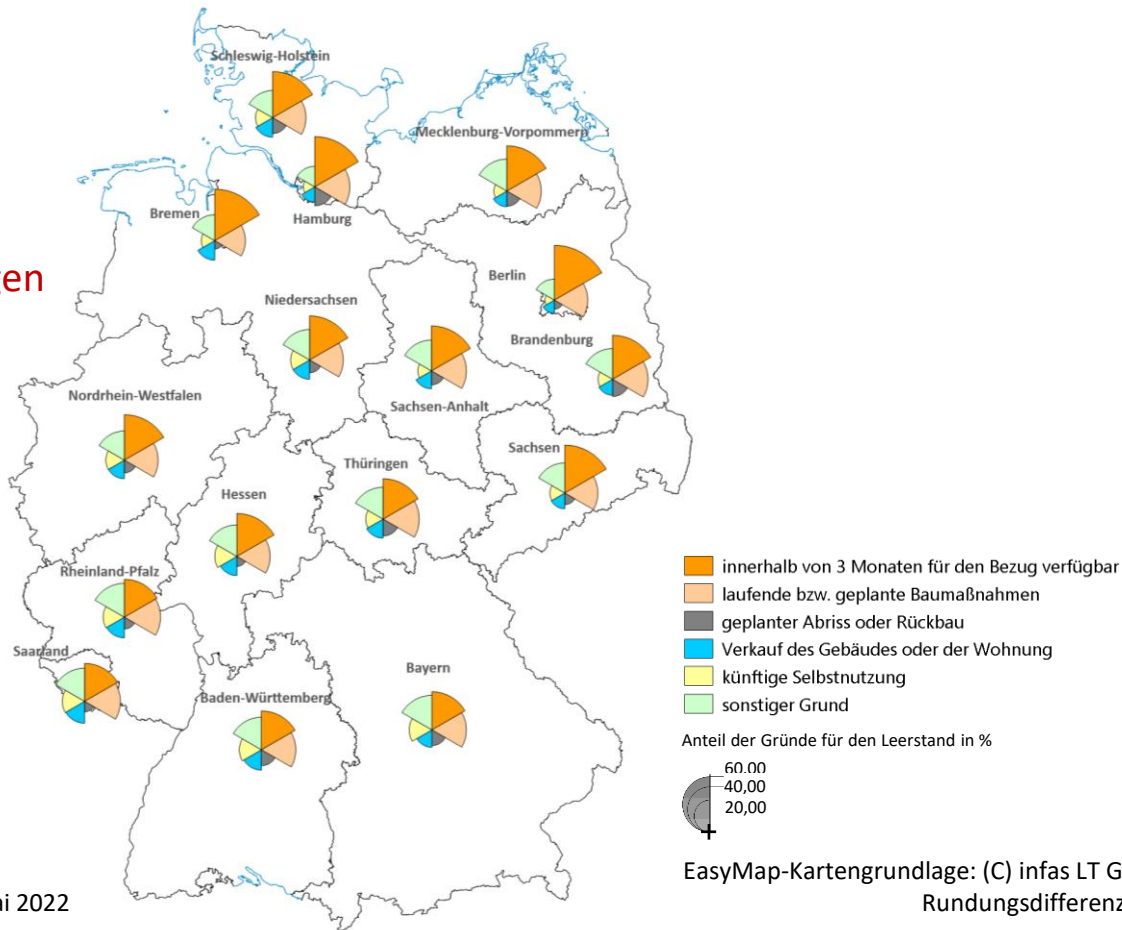 Schleswig-Holstein
Mecklenburg-Vorpommern
Bremen
Hamburg
gen
Berlin
Niedersachsen
Brandenburg
Nordrhein-Westfalen
Sachsen-Anhalt
Sachsen
Thüringen
Hessen
Rheinland-Pfalz
Saarland
Bayern
Baden-Württemberg
innerhalb von 3 Monaten für den Bezug verfügbar
laufende bzw. geplante Baumaßnahmen
geplanter Abriss oder Rückbau
Verkauf des Gebäudes oder der Wohnung
künftige Selbstnutzung
sonstiger Grund
Anteil der Gründe für den Leerstand in %
60.00
40,00
20,00
EasyMap-Kartengrundlage: (C) infas LT G
ai 2022
Rundungsdifferenz